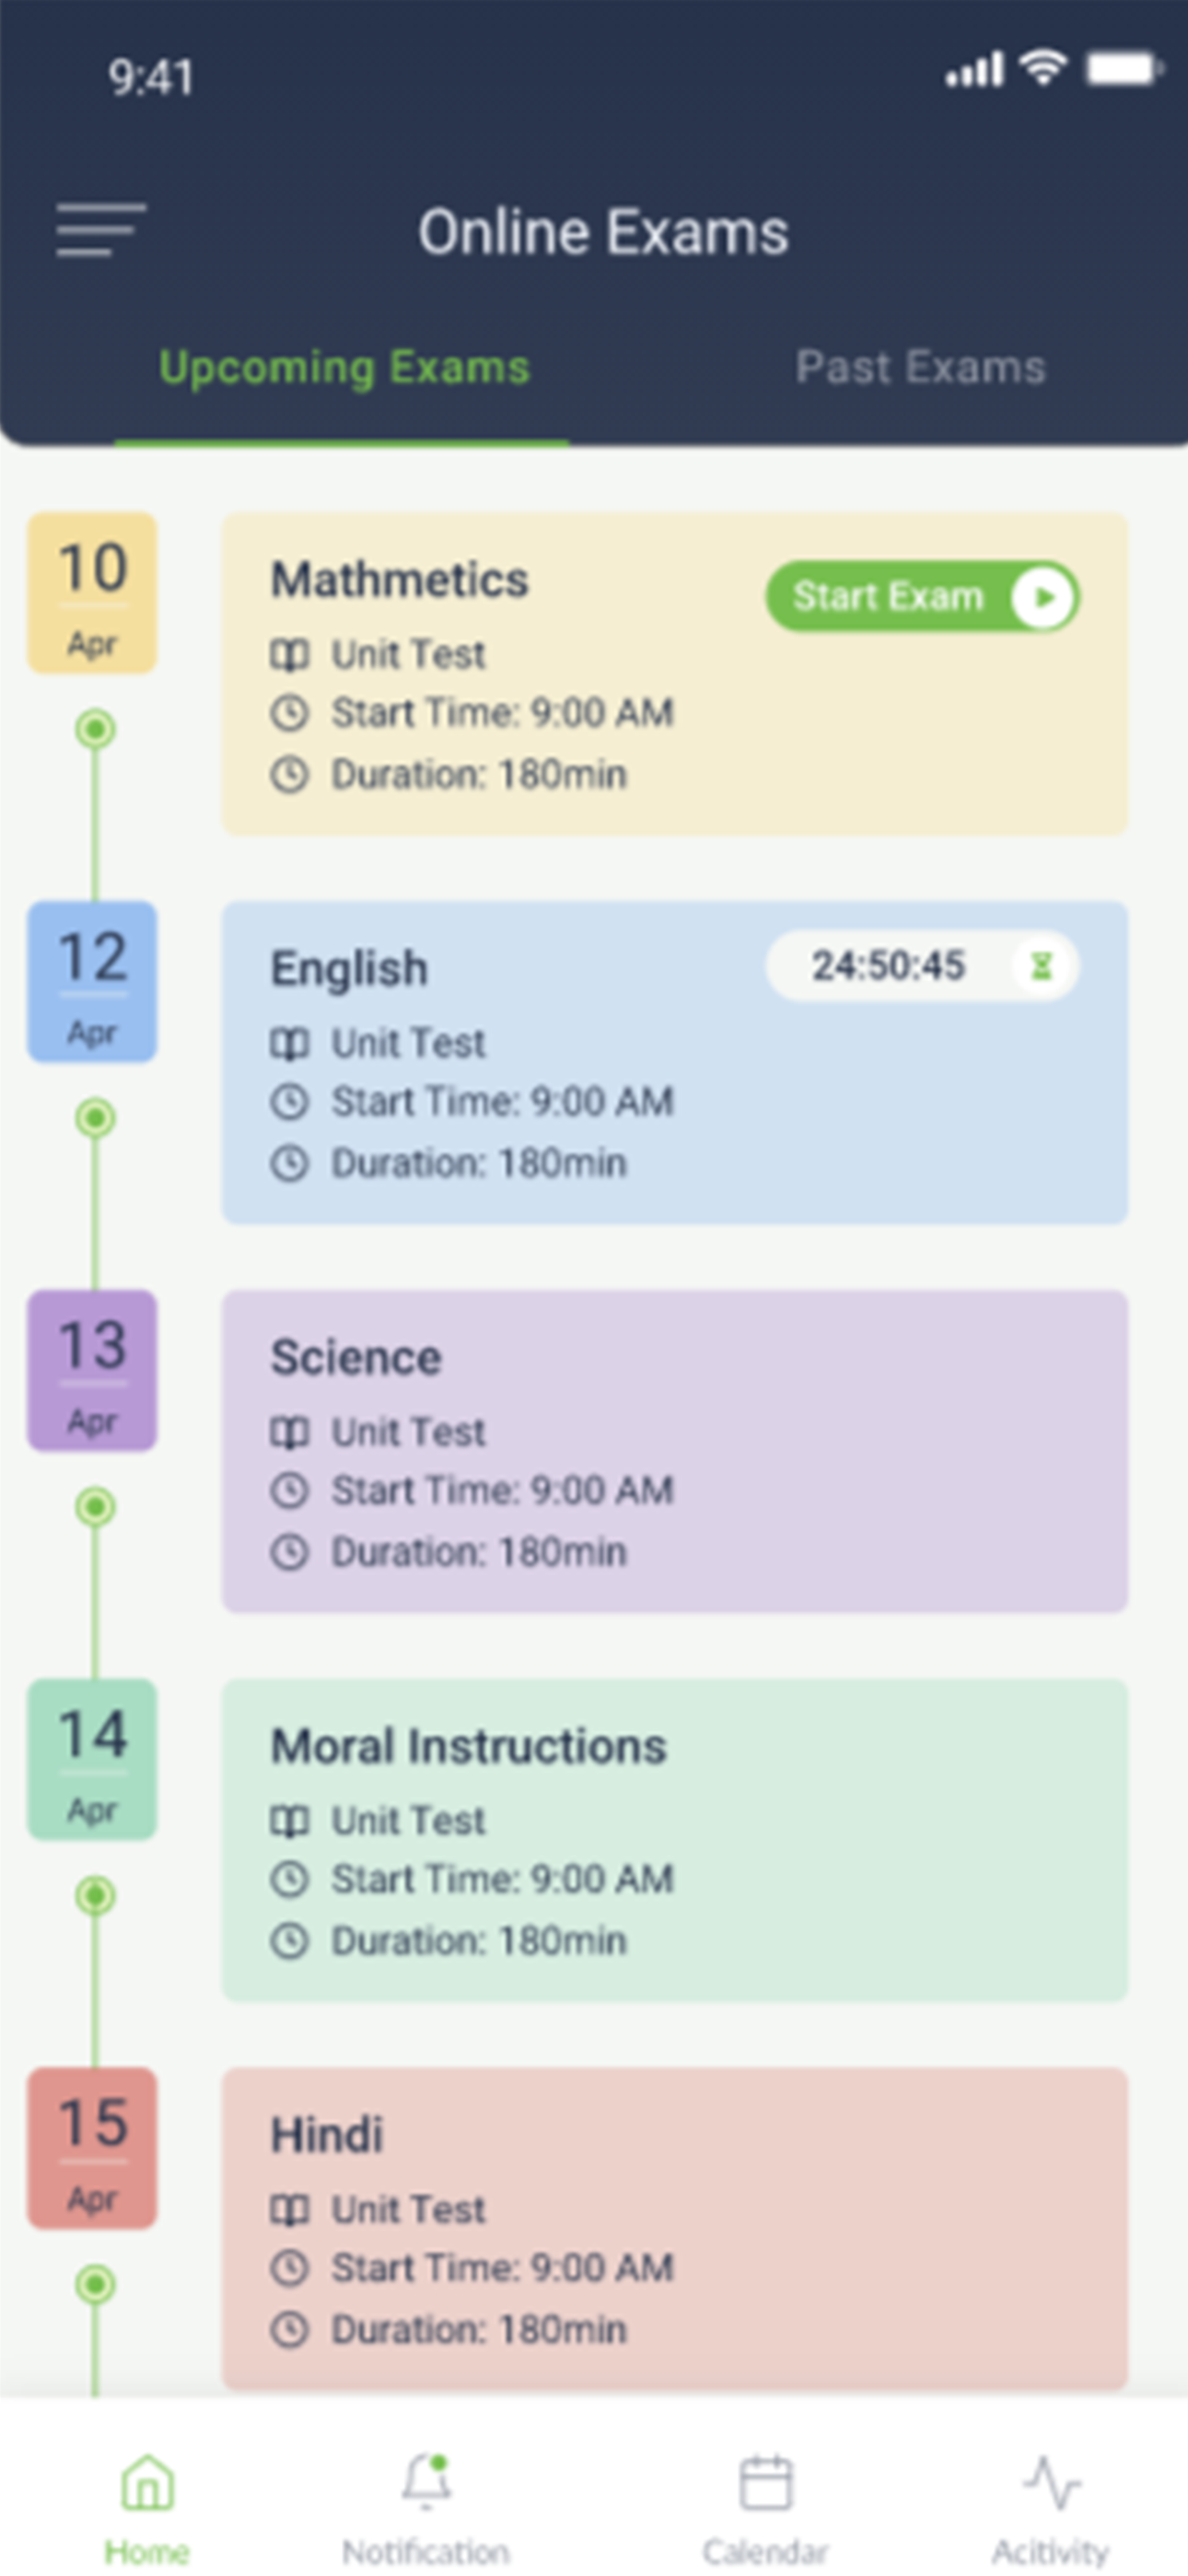 9:41
Online Exams
Upcoming Exams
Past Exams
10
Apr
Mathmetics
Start Exam
Unit Test
Start Time: 9:00 AM
Duration: 180min
12
Apr
English
24:50:45
Unit Test
Start Time: 9:00 AM
Duration: 180min
13
Apr
Science
Unit Test
Start Time: 9:00 AM
Duration: 180min
14
Apr
Moral Instructions
Unit Test
Start Time: 9:00 AM
Duration: 180min
15
Apr
Hindi
Unit Test
Start Time: 9:00 AM
Duration: 180min
Home
Notification
Calendar
Acitivity